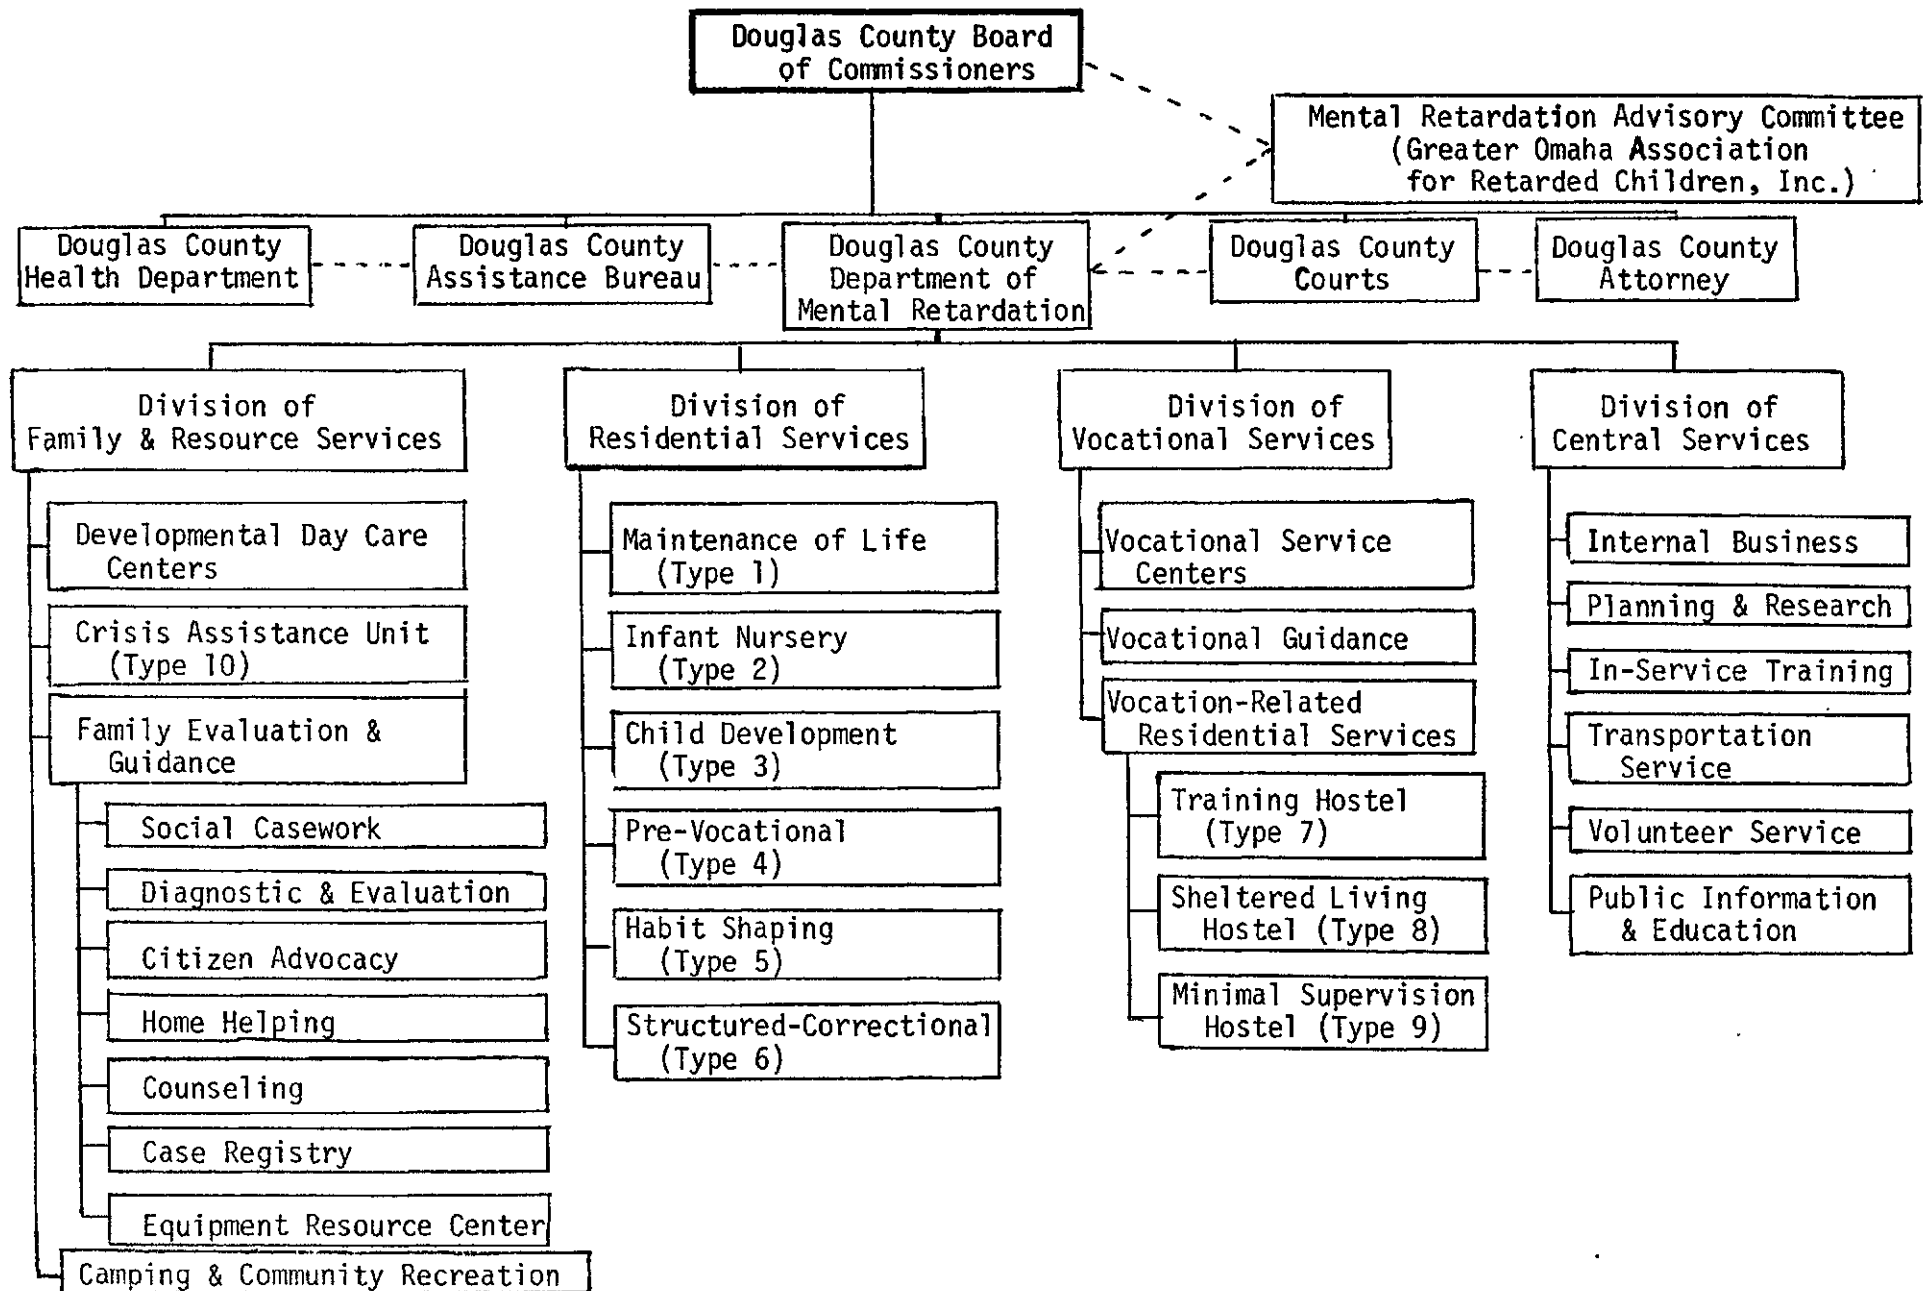 Douglas County Board
of Commissioners
Mental Retardation Advisory Committee
(Greater Omaha Association
for Retarded Children, Inc.)
Douglas County
Health Department
Douglas County
Assistance Bureau
Douglas County
Department of
Mental Retardation
Douglas County
Courts
Douglas County
Attorney
Division of
Family & Resource Services
Developmental Day Care
Centers
Crisis Assistance Unit
(Type 10)
Family Evaluation &
Guidance
Social Casework
Diagnostic & Evaluation
Citizen Advocacy
Home Helping
Counseling
Case Registry
Equipment Resource Center
Camping & Community Recreation
Division of
Residential Services
Maintenance of Life
(Type 1)
Infant Nursery
(Type 2)
Child Development
(Type 3)
Pre-Vocational
(Type 4)
Habit Shaping
(Type 5)
Structured-Correctional
(Type 6)
Division of
Vocational Services
Vocational Service
Centers
Vocational Guidance
Vocation-Related
Residential Services
Training Hostel
(Type 7)
Sheltered Living
Hostel (Type 8)
Minimal Supervision
Hostel (Type 9)
Division of
Central Services
Internal Business
Planning & Research
In-Service Training
Transportation
Service
Volunteer Service
Public Information
& Education